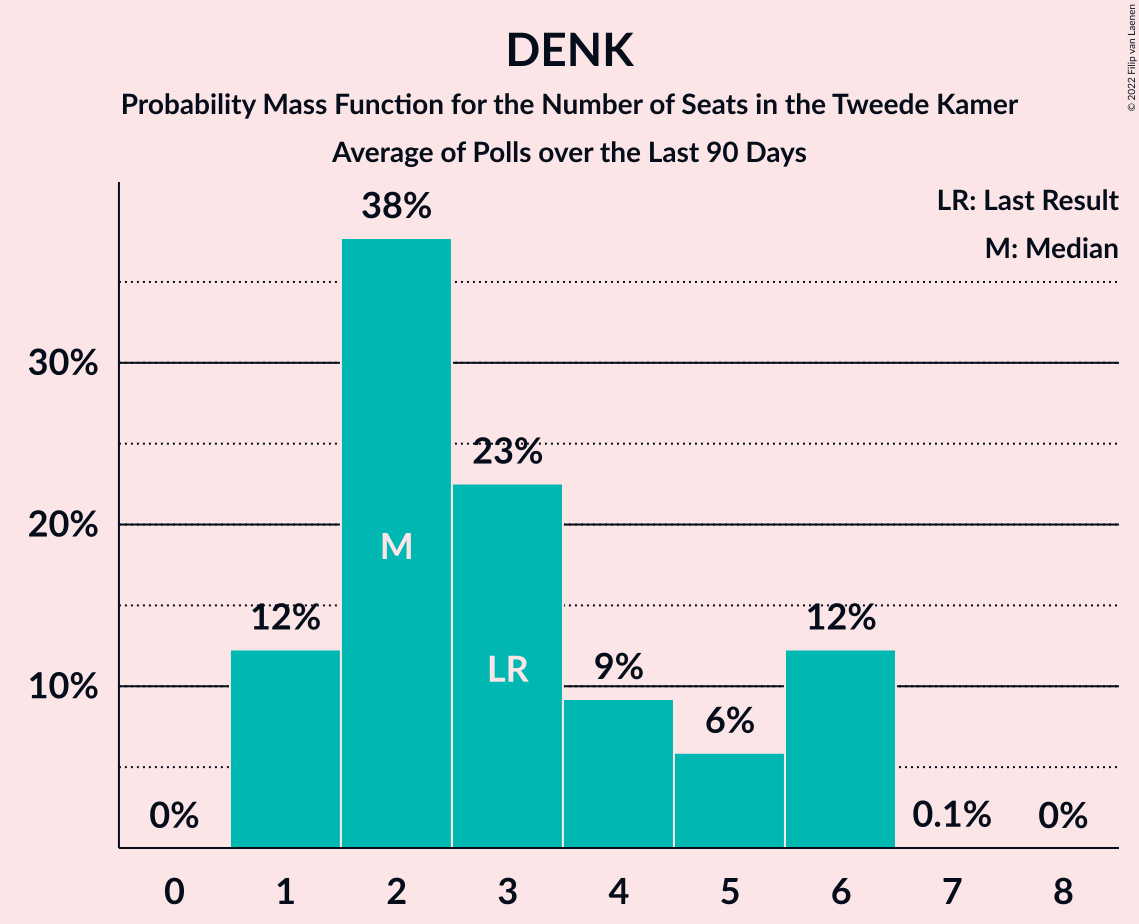 DENK
Probability Mass Function for the Number of Seats in the Tweede Kamer
Average of Polls over the Last 90 Days
© 2022 Filip van Laenen
LR: Last Result
M: Median
38%
30%
23%
20%
M
12%
12%
LR
9%
10%
6%
0%
0.1%
0%
0 1 2 3 4 5 6 7 8